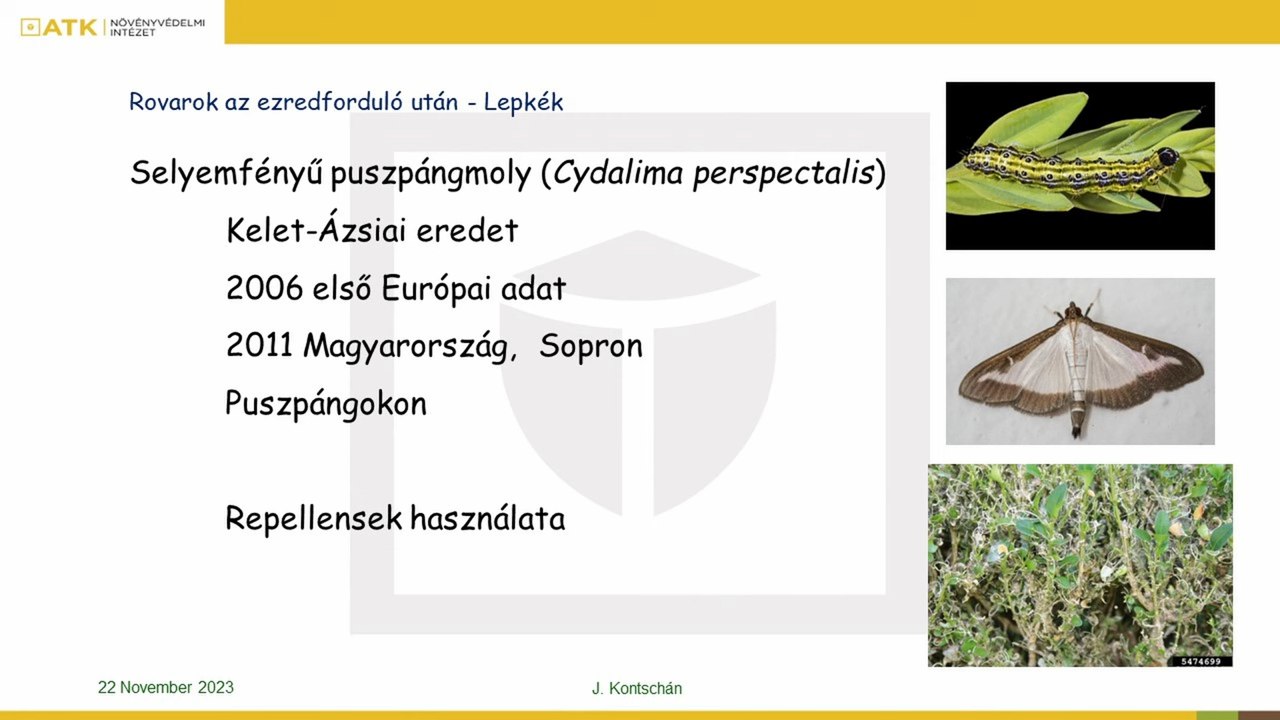 ATK NÖVÉNYVÉDELMI
INTÉZET
Rovarok az ezredforduló után - Lepkék
Selyemfényű puszpángmoly (Cydalima perspectalis)
Kelet-Ázsiai eredet
2006 első Európai adat
2011 Magyarország, Sopron
Puszpángokon
Repellensek használata
5474699
22 November 2023
J. Kontschán